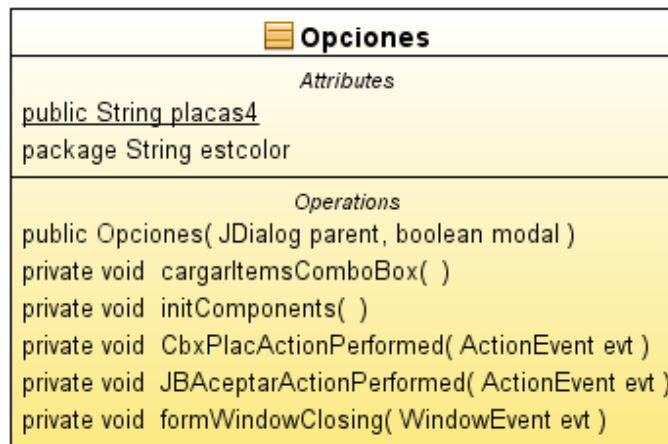 Opciones
Attributes
public String placas4
package String estcolor
Operations
public Opciones( JDialog parent, boolean modal )
private void cargarItemsComboBox( )
private void initComponents( )
private void CbxPlacActionPerformed( ActionEvent evt )
private void JBAceptarActionPerformed( ActionEvent evt )
private void formWindowClosing( WindowEvent evt )